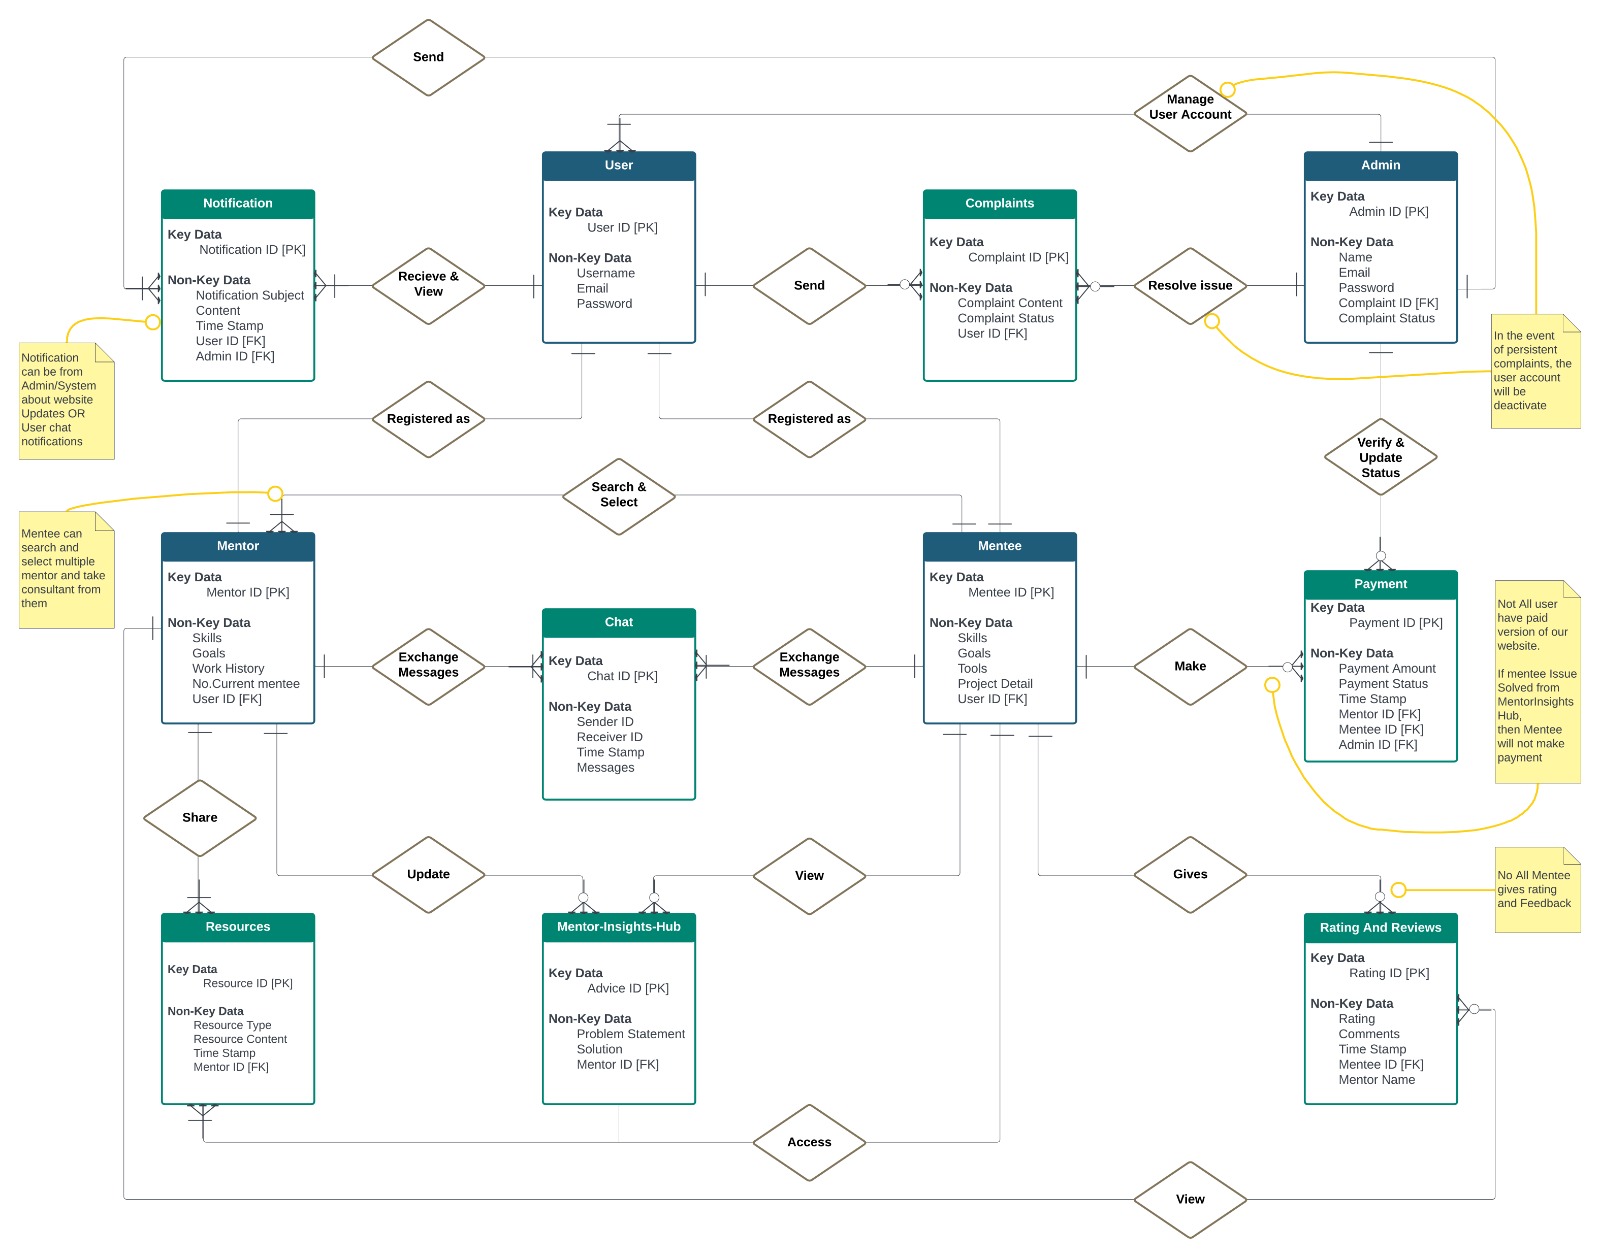 Send
Manage
User Account
User
Key Data
User ID [PK]
Non-Key Data
Username
Email
Password
Admin
Key Data
Admin ID [PK]
Non-Key Data
Name
Email
Password
Complaint ID [FK]
Complaint Status
Notification
Key Data
Notification ID [PK]
Non-Key Data
Notification Subject
Content
Time Stamp
User ID [FK]
Admin ID [FK]
Recieve &
View
Send
Complaints
Key Data
Complaint ID [PK]
Non-Key Data
Complaint Content
Complaint Status
User ID [FK]
Resolve issue
Notification
can be from
Admin/System
about website
Updates OR
User chat
notifications
In the event
of persistent
complaints, the
user account
will be
deactivate
Registered as
Registered as
Verify &
Update
Status
Search &
Select
Mentee can
search and
select multiple
mentor and take
consultant from
them
Mentor
Key Data
Mentor ID [PK]
Non-Key Data
Skills
Goals
Work History
No.Current mentee
User ID [FK]
Exchange
Messages
Chat
Key Data
Chat ID [PK]
Non-Key Data
Sender ID
Receiver ID
Time Stamp
Messages
Exchange
Messages
Mentee
Key Data
Mentee ID [PK]
Non-Key Data
Skills
Goals
Tools
Project Detail
User ID [FK]
Make
Payment
Key Data
Payment ID [PK]
Non-Key Data
Payment Amount
Payment Status
Time Stamp
Mentor ID [FK]
Mentee ID [FK]
Admin ID [FK]
Not All user
have paid
version of our
website.
If mentee Issue
Solved from
MentorInsights
Hub,
then Mentee
will not make
payment
Share
Update
View
Gives
No All Mentee
gives rating
and Feedback
Resources
Key Data
Resource ID [PK]
Non-Key Data
Resource Type
Resource Content
Time Stamp
Mentor ID [FK]
Mentor-Insights-Hub
Key Data
Advice ID [PK]
Non-Key Data
Problem Statement
Solution
Mentor ID [FK]
Rating And Reviews
Key Data
Rating ID [PK]
Non-Key Data
Rating
Comments
Time Stamp
Mentee ID [FK]
Mentor Name
Access
View